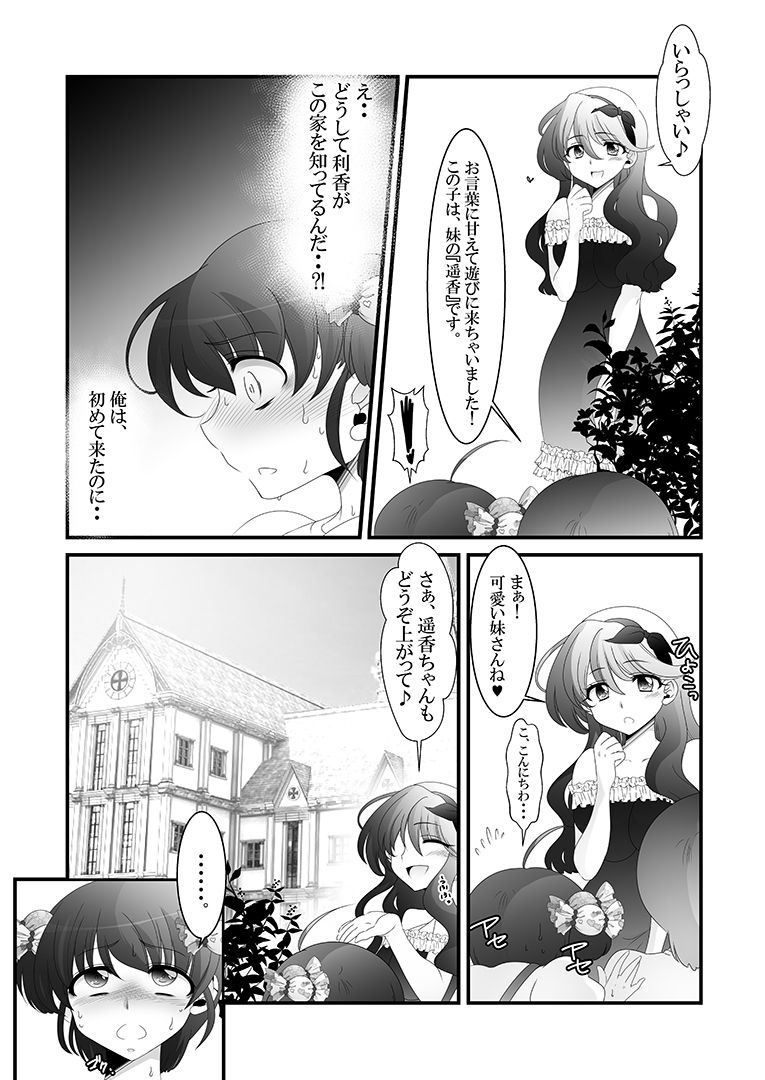 いらっしゃい♪
お言葉に甘えて遊びに来ちゃいました!
この子は、妹の『遥香』です。
え・・
どうして利香が
この家を知ってるんだ・・?!
俺は、
初めて来たのに・・
まぁ!
可愛い妹さんね♥
ひょこっ
こ、こんにちわ・・・
アセ
アセ
さぁ、遥香ちゃんも
どうぞ上がって♪
・・・・・・。